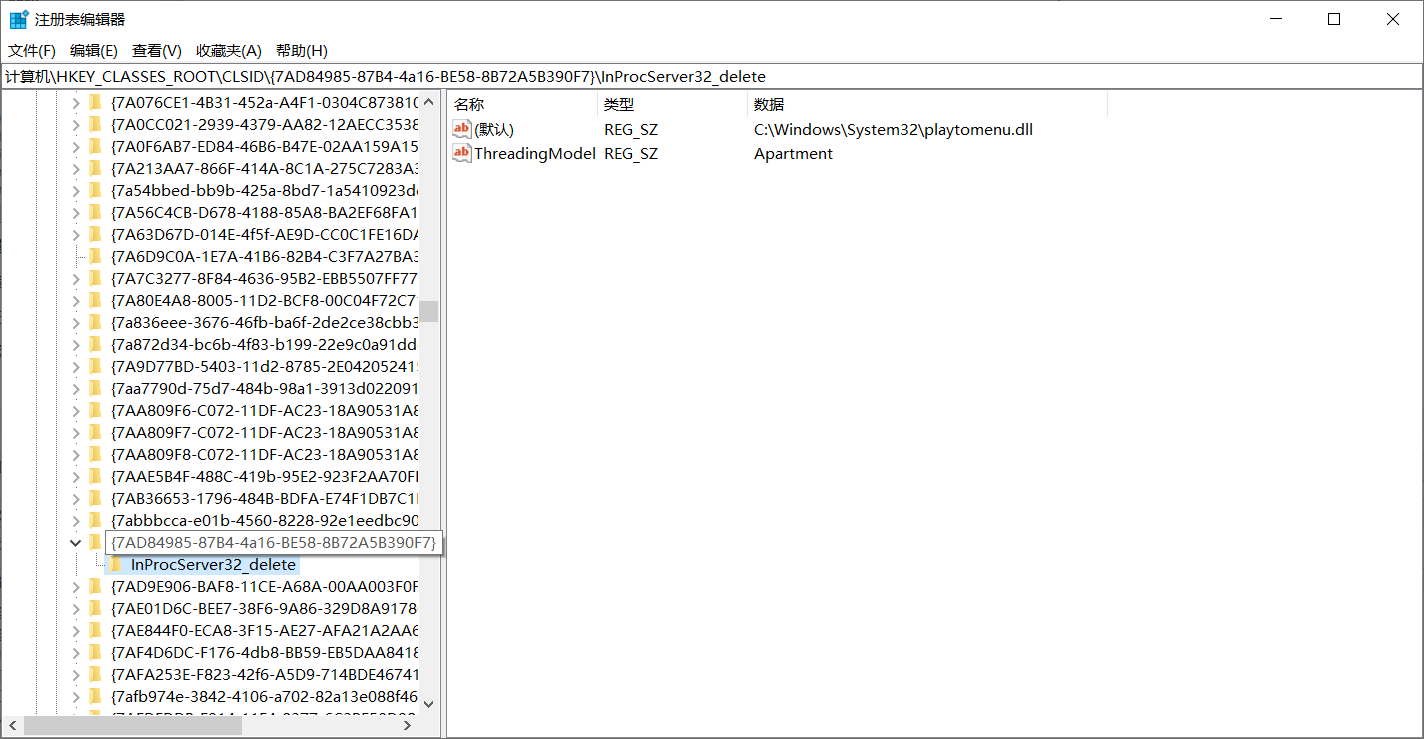 注册表编辑器
文件(F) 编辑(E) 查看(V) 收藏夹(A) 帮助(H)
计算机\HKEY_CLASSES_ROOT\CLSID\{7AD84985-87B4-4a16-BE58-8B72A5B390F7}\InProcServer32_delete
{7A076CE1-4B31-452a-A4F1-0304C873810
{7A0CC021-2939-4379-AA82-12AECC3538
{7A0F6AB7-ED84-46B6-B47E-02AA159A15
{7A213AA7-866F-414A-8C1A-275C7283A3
{7a54bbed-bb9b-425a-8bd7-1a5410923d
{7A56C4CB-D678-4188-85A8-BA2EF68FA1
{7A63D67D-014E-4f5f-AE9D-CC0C1FE16DA
{7A6D9C0A-1E7A-41B6-82B4-C3F7A27BA3
{7A7C3277-8F84-4636-95B2-EBB5507FF77
{7A80E4A8-8005-11D2-BCF8-00C04F72C7
{7a836eee-3676-46fb-ba6f-2de2ce38cbb3
{7a872d34-bc6b-4f83-b199-22e9c0a91dd
{7A9D77BD-5403-11d2-8785-2E04205241
{7aa7790d-75d7-484b-98a1-3913d022091
{7AA809F6-C072-11DF-AC23-18A90531A8
{7AA809F7-C072-11DF-AC23-18A90531A8
{7AA809F8-C072-11DF-AC23-18A90531A8
{7AAE5B4F-488C-419b-95E2-923F2AA70F
{7AB36653-1796-484B-BDFA-E74F1DB7C1
{7abbbcca-e01b-4560-8228-92e1eedbc90
{7AD84985-87B4-4a16-BE58-8B72A5B390F7}
InProcServer32_delete
{7AD9E906-BAF8-11CE-A68A-00AA003F0F
{7AE01D6C-BEE7-38F6-9A86-329D8A9178
{7AE844F0-ECA8-3F15-AE27-AFA21A2AA6
{7AF4D6DC-F176-4db8-BB59-EB5DAA8418
{7AFA253E-F823-42f6-A5D9-714BDE46741
{7afb974e-3842-4106-a702-82a13e088f46
名称 类型 数据
(默认) REG_SZ C:\Windows\System32\playtomenu.dll
ThreadingModel REG_SZ Apartment